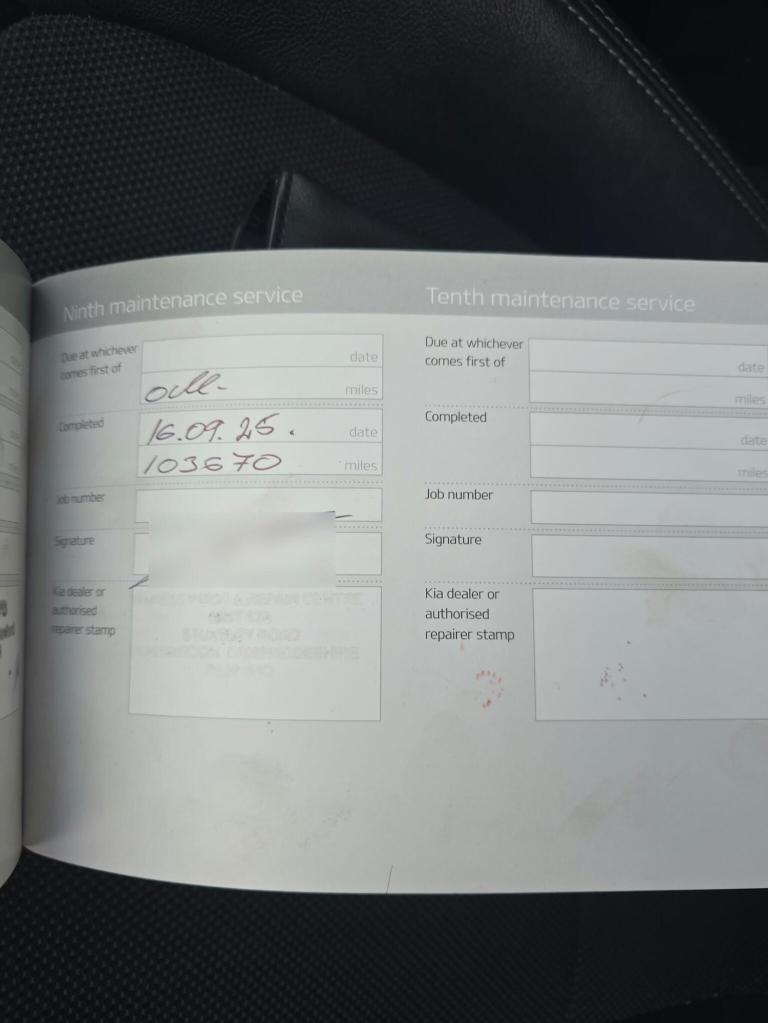 Ninth maintenance service
Due at whichever
comes first of
date
miles
Completed
16.09.25.
date
103670
miles
Job number
Signature
Kia dealer or
authorised
repairer stamp
Tenth maintenance service
Due at whichever
comes first of
date
miles
Completed
date
miles
Job number
Signature
Kia dealer or
authorised
repairer stamp